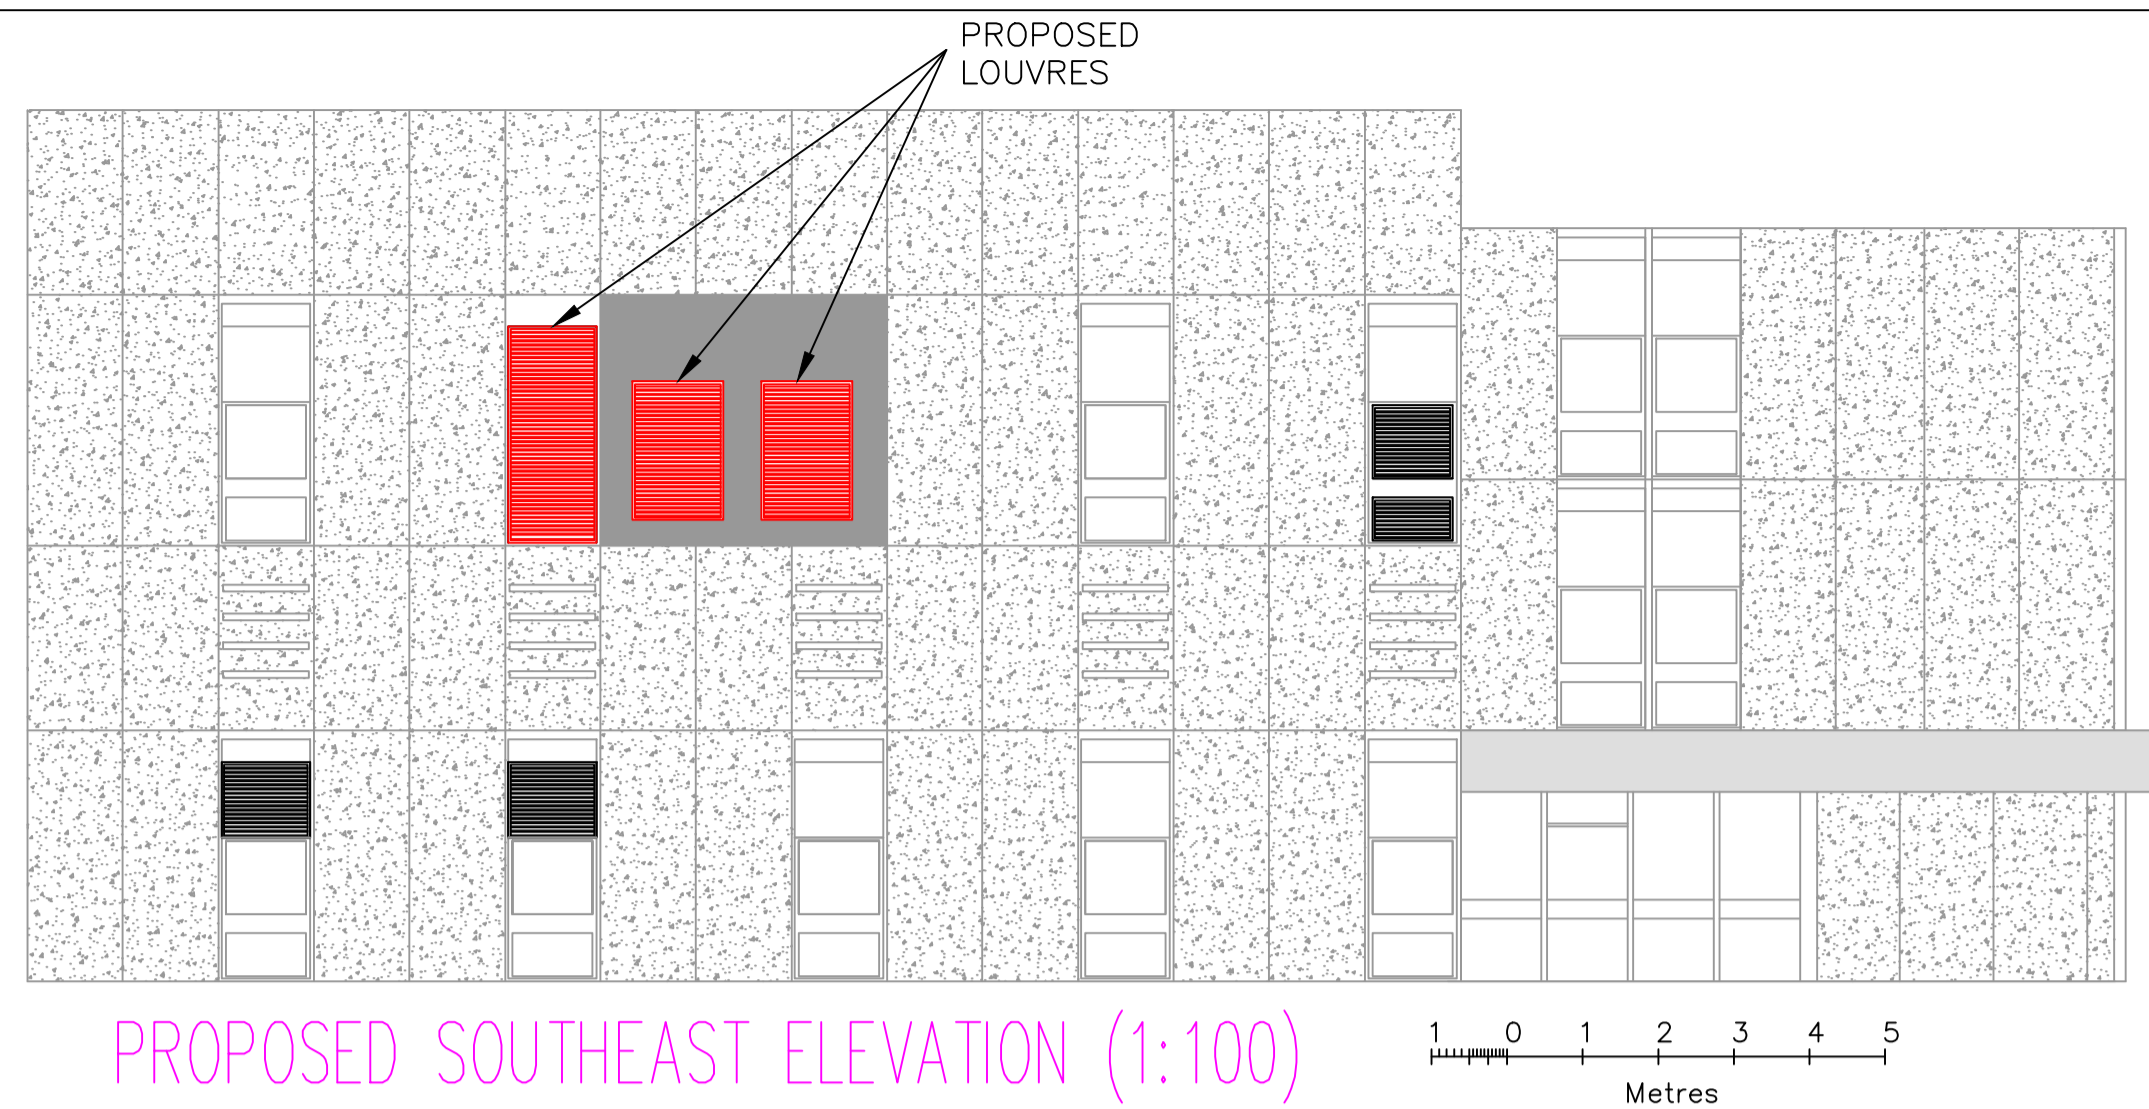 PROPOSED
LOUVRES
PROPOSED SOUTHEAST ELEVATION (1:100)
1 0 1 2 3 4 5
Metres